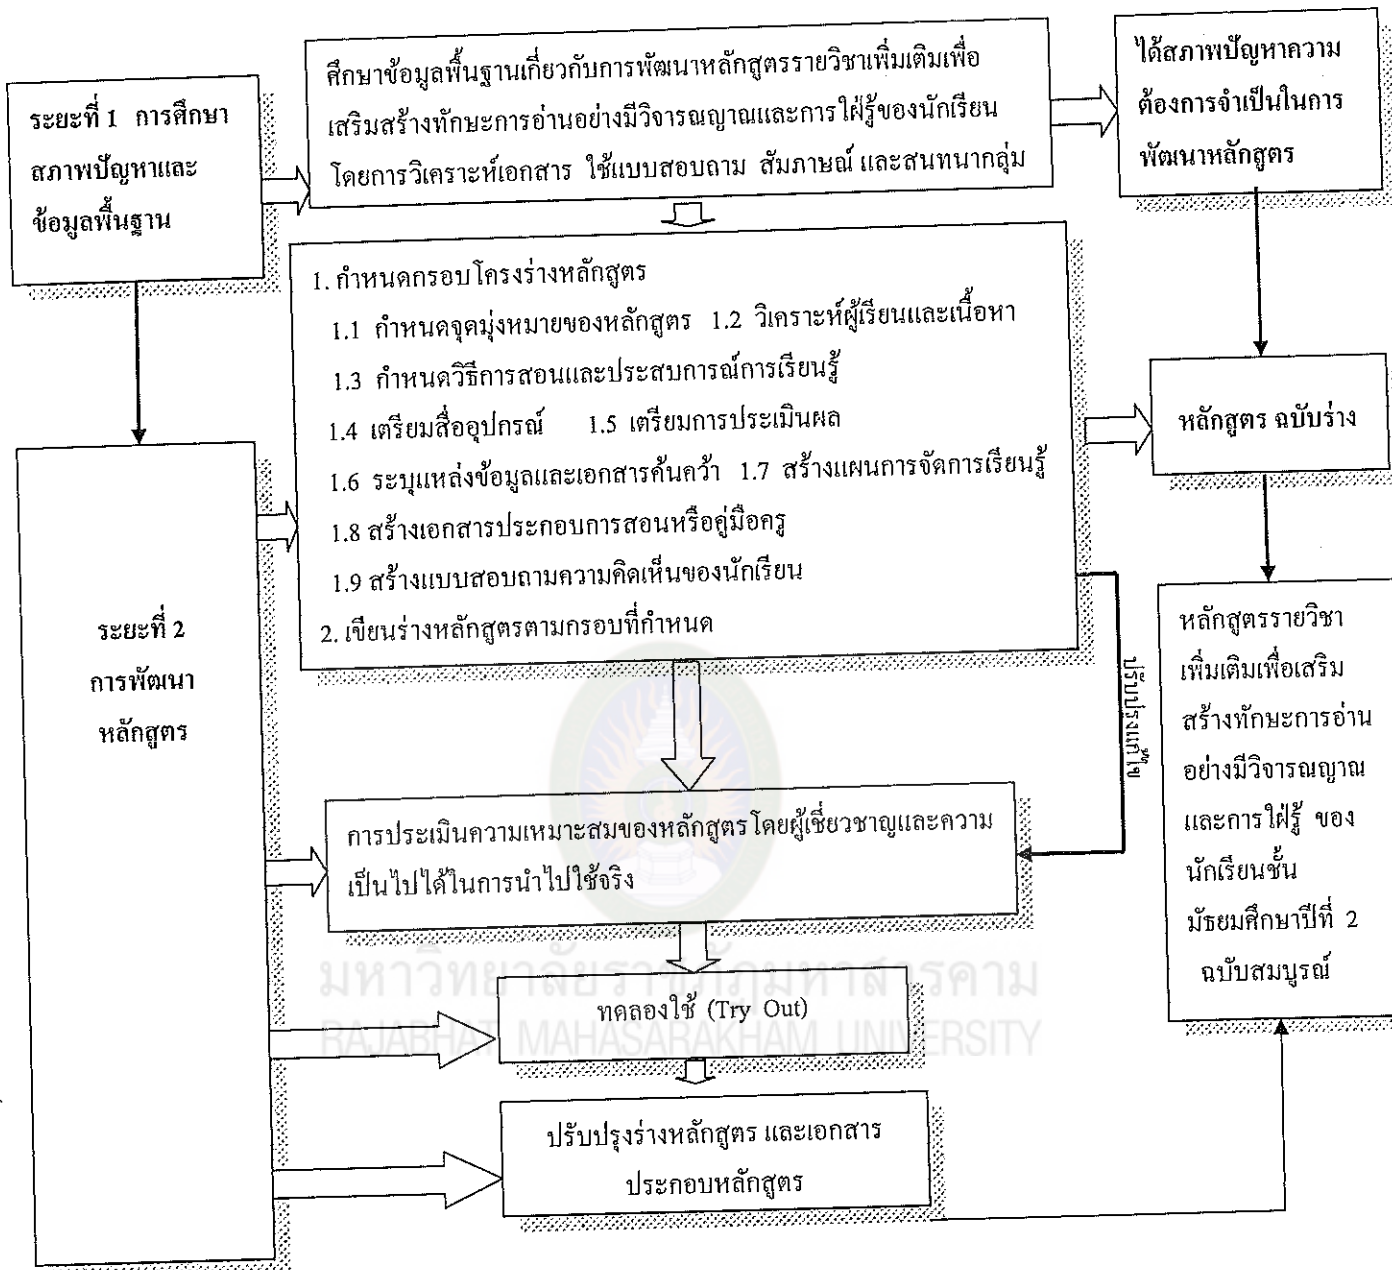 ระยะที่ 1 การศึกษา
สภาพปัญหาและ
ข้อมูลพื้นฐาน
ศึกษาข้อมูลพื้นฐานเกี่ยวกับการพัฒนาหลักสูตรรายวิชาเพิ่มเติมเพื่อ
เสริมสร้างทักษะการอ่านอย่างมีวิจารณญาณและการใฝ่รู้ของนักเรียน
โดยการวิเคราะห์เอกสาร ใช้แบบสอบถาม สัมภาษณ์ และสนทนากลุ่ม
ได้สภาพปัญหาความ
ต้องการจำเป็นในการ
พัฒนาหลักสูตร
1. กำหนดกรอบโครงร่างหลักสูตร
1.1 กำหนดจุดมุ่งหมายของหลักสูตร 1.2 วิเคราะห์ผู้เรียนและเนื้อหา
1.3 กำหนดวิธีการสอนและประสบการณ์การเรียนรู้
1.4 เตรียมสื่ออุปกรณ์ 1.5 เตรียมการประเมินผล
1.6 ระบุแหล่งข้อมูลและเอกสารค้นคว้า 1.7 สร้างแผนการจัดการเรียนรู้
1.8 สร้างเอกสารประกอบการสอนหรือคู่มือครู
1.9 สร้างแบบสอบถามความคิดเห็นของนักเรียน
2. เขียนร่างหลักสูตรตามกรอบที่กำหนด
หลักสูตร ฉบับร่าง
ระยะที่ 2
การพัฒนา
หลักสูตร
ปรับปรุงแก้ไข
การประเมินความเหมาะสมของหลักสูตรโดยผู้เชี่ยวชาญและความ
เป็นไปได้ในการนำไปใช้จริง
หลักสูตรรายวิชา
เพิ่มเติมเพื่อเสริม
สร้างทักษะการอ่าน
อย่างมีวิจารณญาณ
และการใฝ่รู้ ของ
นักเรียนชั้น
มัธยมศึกษาปีที่ 2
ฉบับสมบูรณ์
มหาวิทยาลัยราชภัฏมหาสารคาม
RAJABHAT MAHASARAKHAM UNIVERSITY
ทดลองใช้ (Try Out)
ปรับปรุงร่างหลักสูตร และเอกสาร
ประกอบหลักสูตร